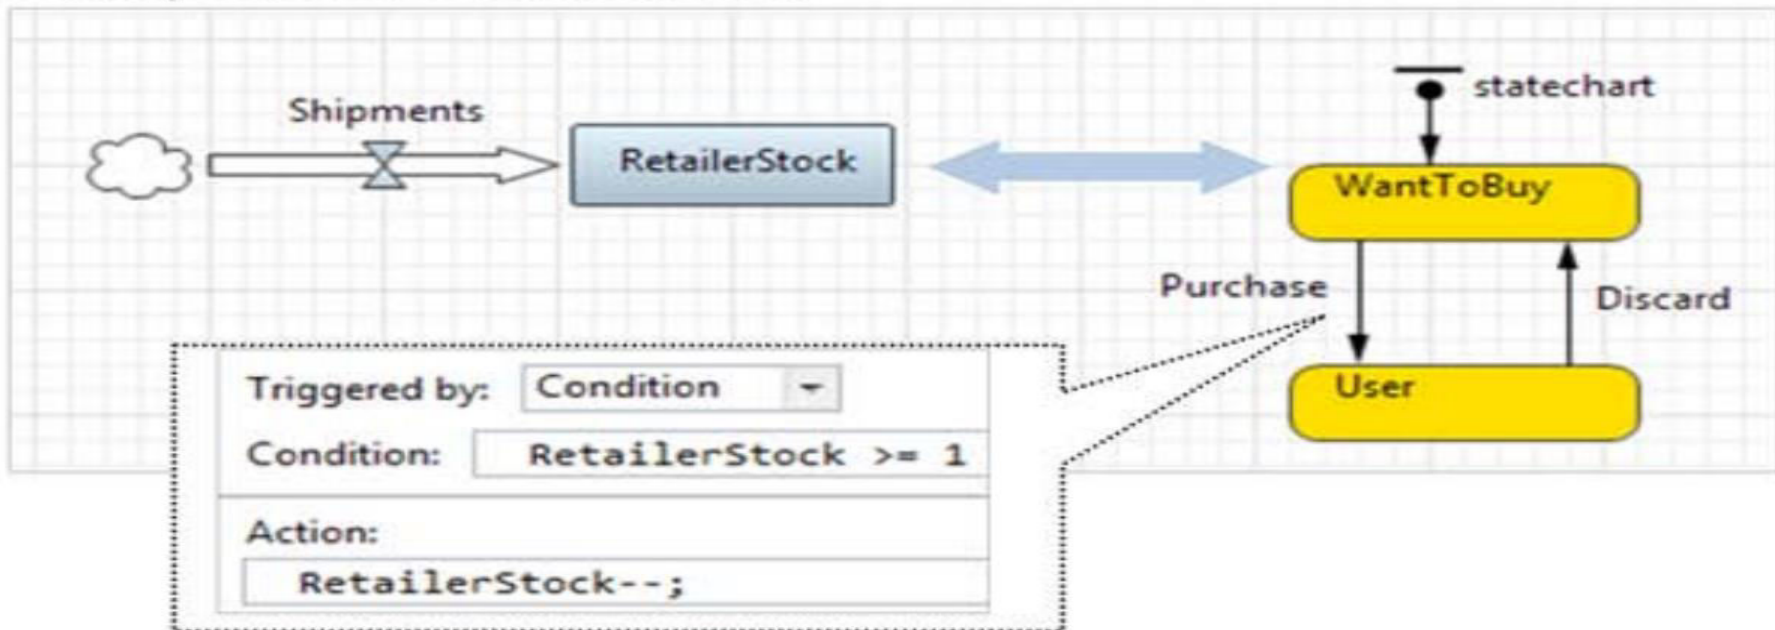 Shipments
RetailerStock
statechart
WantToBuy
Purchase
Discard
User
Triggered by: Condition
Condition: RetailerStock >= 1
Action:
RetailerStock--;